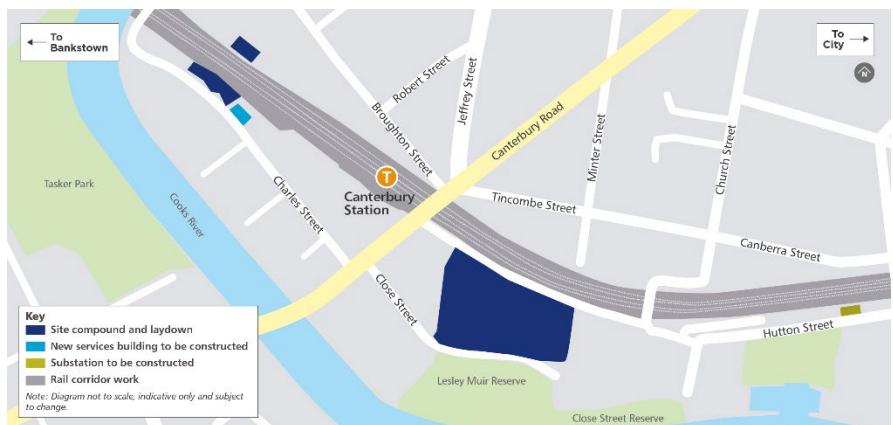 To
Bankstown
To
City
N
Robert Street
Jeffrey Street
Broughton Street
Canterbury Road
Minter Street
Church Street
T
Canterbury
Station
Tasker Park
Cooks River
Charles Street
Tincombe Street
Canberra Street
Close Street
Hutton Street
Lesley Muir Reserve
Close Street Reserve
Key
Site compound and laydown
New services building to be constructed
Substation to be constructed
Rail corridor work
Note: Diagram not to scale, indicative only and subject
to change.